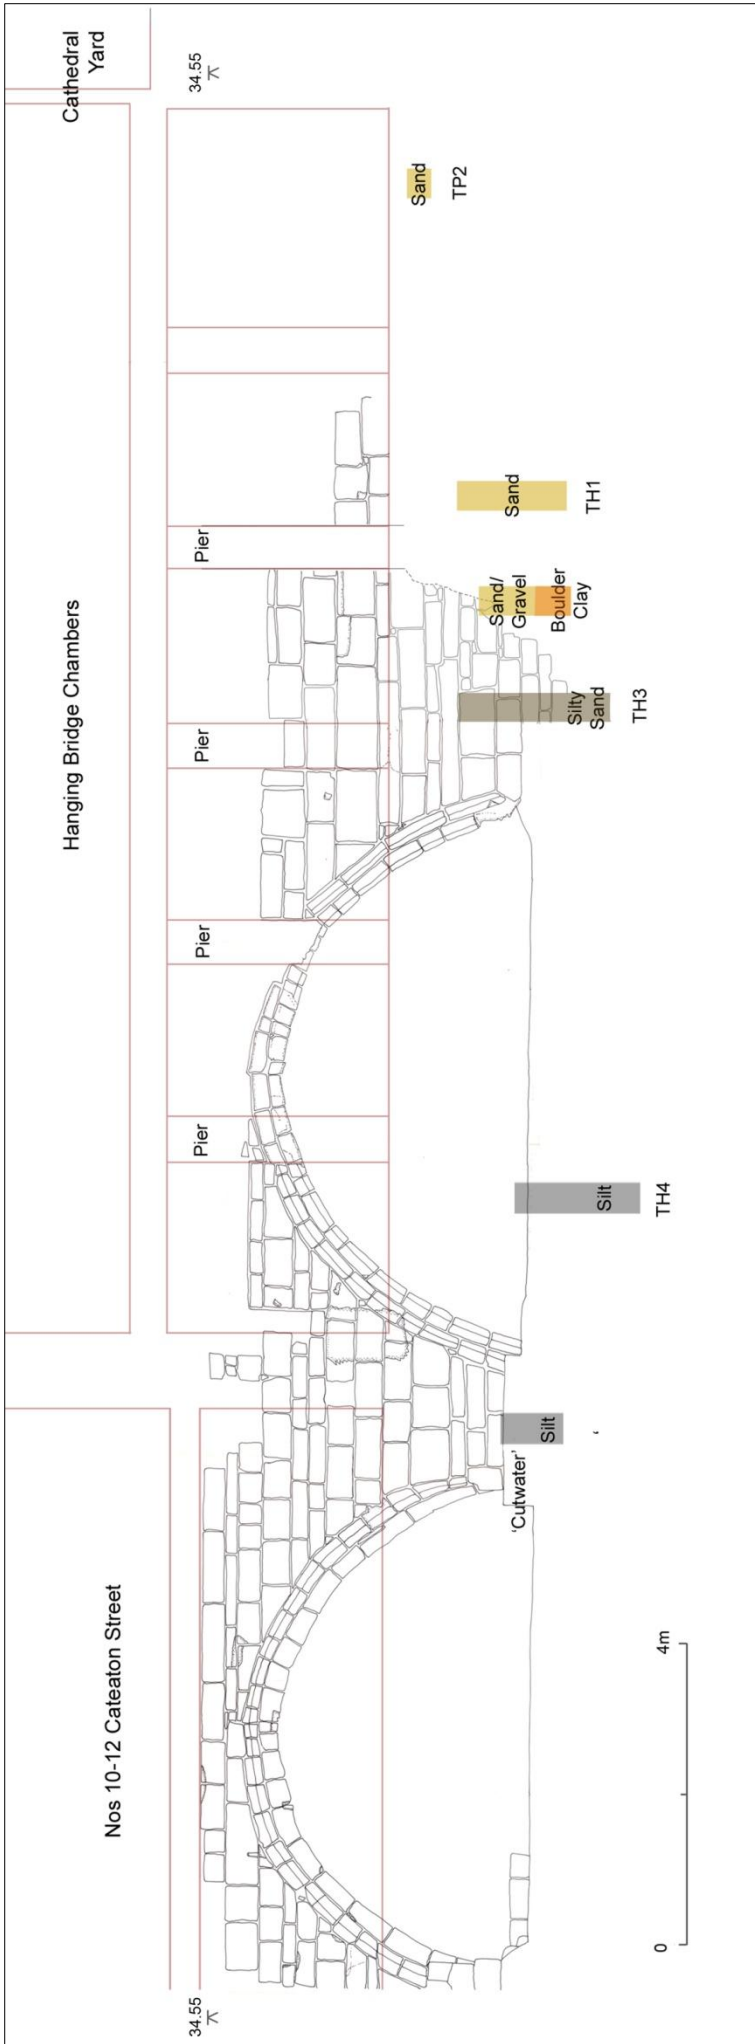 Nos 10-12 Cateaton Street
Hanging Bridge Chambers
Cathedral
Yard
34.55
34.55
Pier
Pier
Pier
Pier
'Cutwater'
Silt
Silt
TH4
Silty
Sand
TH3
Sand/
Gravel
Boulder
Clay
Sand
TH1
Sand
TP2
0
4m